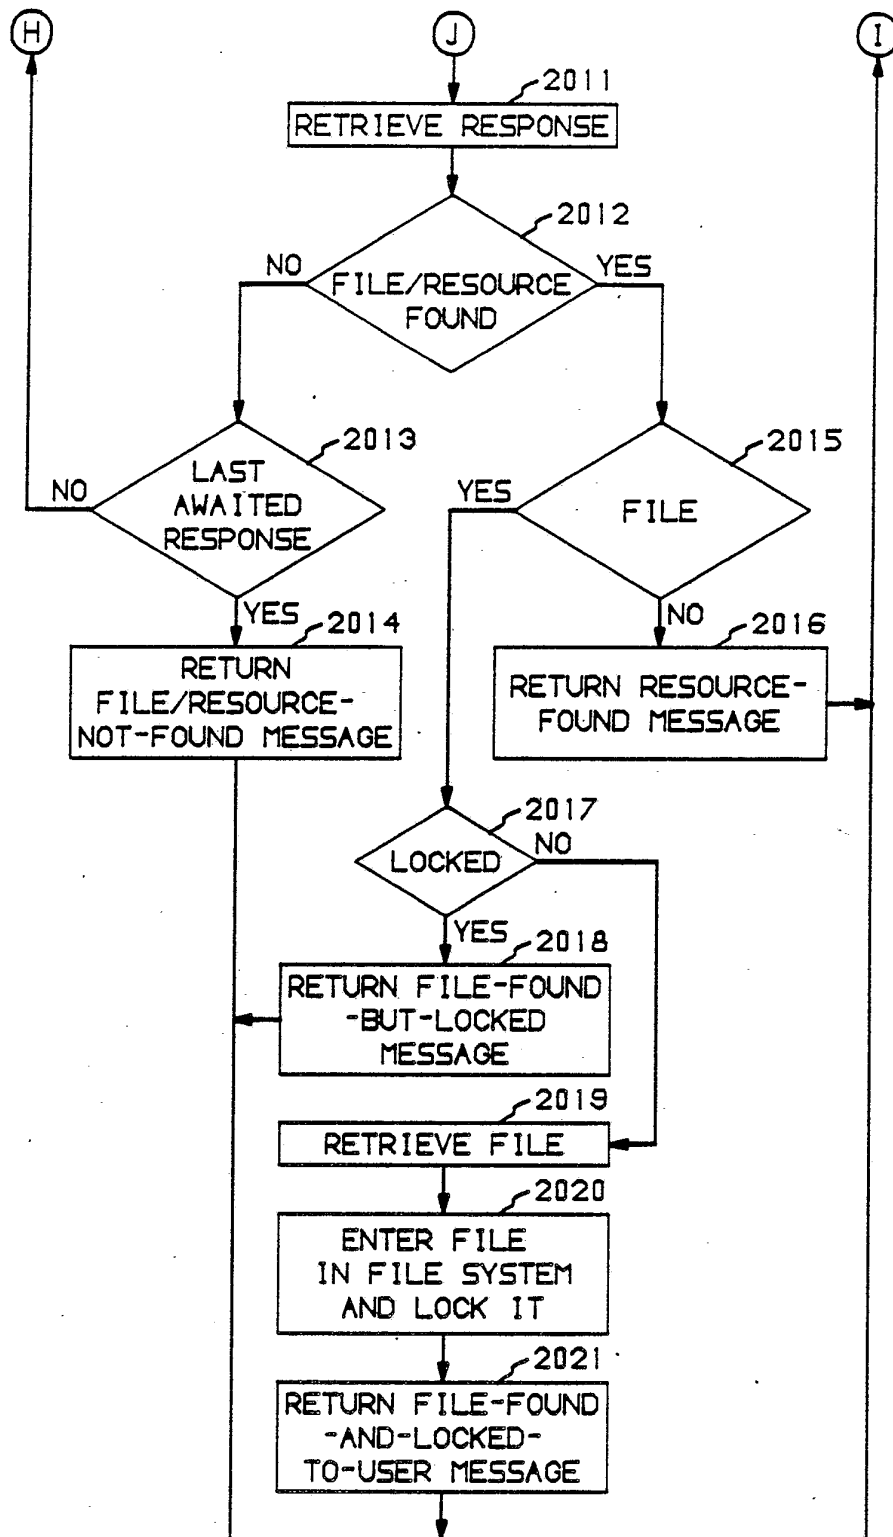 H
J
I
2011
RETRIEVE RESPONSE
2012
NO
YES
FILE/RESOURCE
FOUND
2013
2015
NO
LAST
AWAITED
RESPONSE
YES
FILE
YES
2014
NO
2016
RETURN
FILE/RESOURCE-
NOT-FOUND MESSAGE
RETURN RESOURCE-
FOUND MESSAGE
2017
LOCKED
NO
YES
2018
RETURN FILE-FOUND
-BUT-LOCKED
MESSAGE
2019
RETRIEVE FILE
2020
ENTER FILE
IN FILE SYSTEM
AND LOCK IT
2021
RETURN FILE-FOUND
-AND-LOCKED-
TO-USER MESSAGE